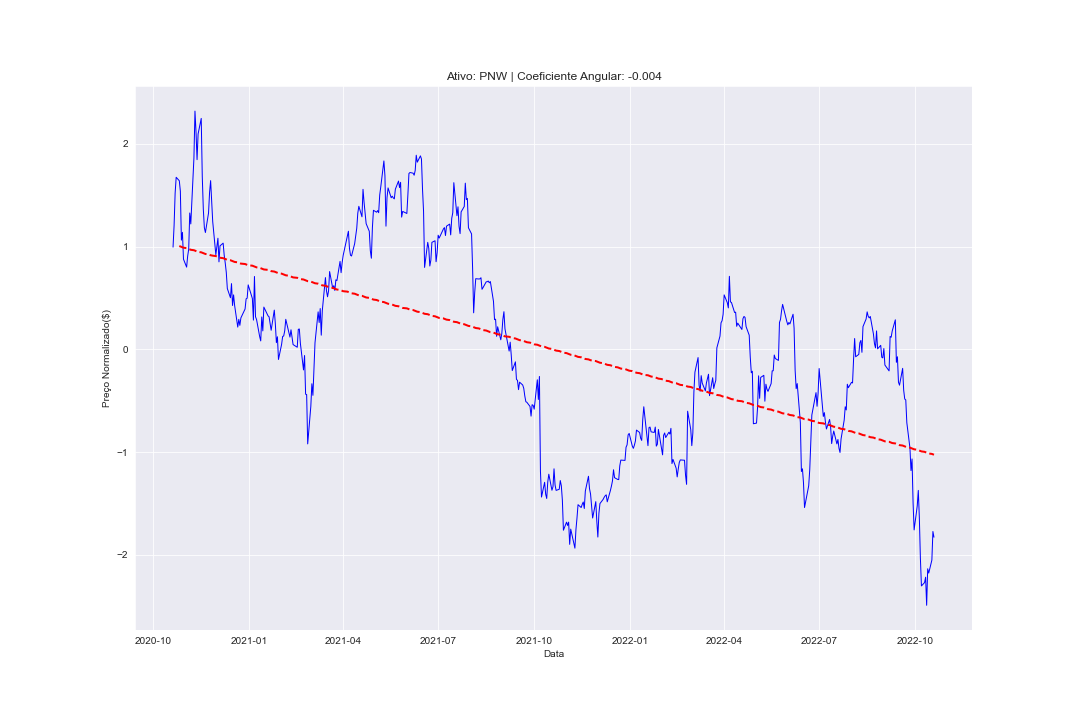 Ativo: PNW | Coeficiente Angular: -0.004
Preço Normalizado($)
2
1
0
−1
−2
2020-10 2021-01 2021-04 2021-07 2021-10 2022-01 2022-04 2022-07 2022-10
Data